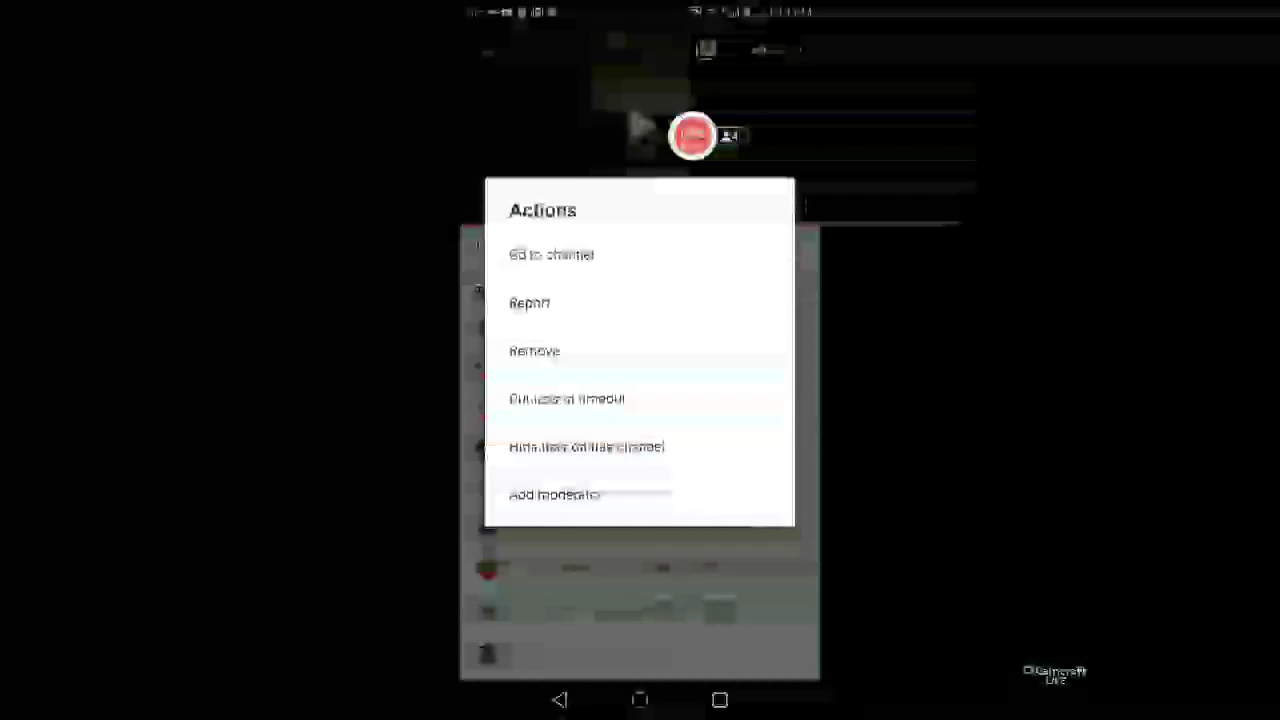 Actions
Go to channel
Report
Remove
Put user in timeout
Hide user on this channel
Add moderator